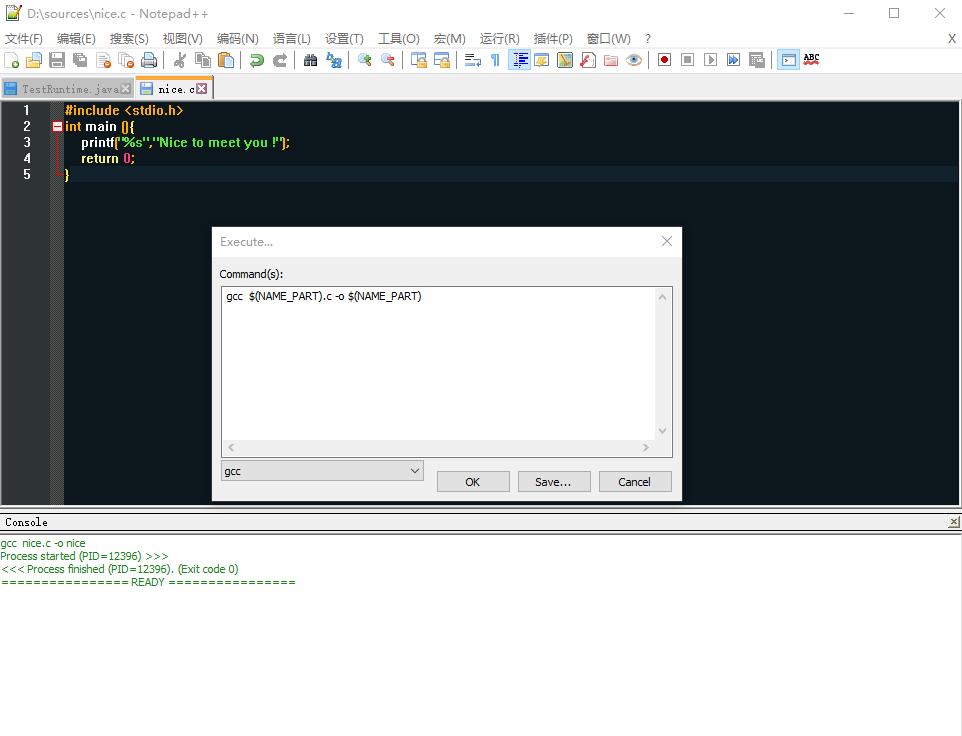 D:\sources\nice.c - Notepad++
文件(F) 编辑(E) 搜索(S) 视图(V) 编码(N) 语言(L) 设置(T) 工具(O) 宏(M) 运行(R) 插件(P) 窗口(W) ? X
ABC
TestRuntime.java nice.c
1 #include <stdio.h>
2 int main (){
3 printf("%s","Nice to meet you !");
4 return 0;
5 }
Execute...
Command(s):
gcc $(NAME_PART).c -o $(NAME_PART)
gcc
OK Save... Cancel
Console
gcc nice.c -o nice
Process started (PID=12396) >>>
<<< Process finished (PID=12396). (Exit code 0)
================ READY ================